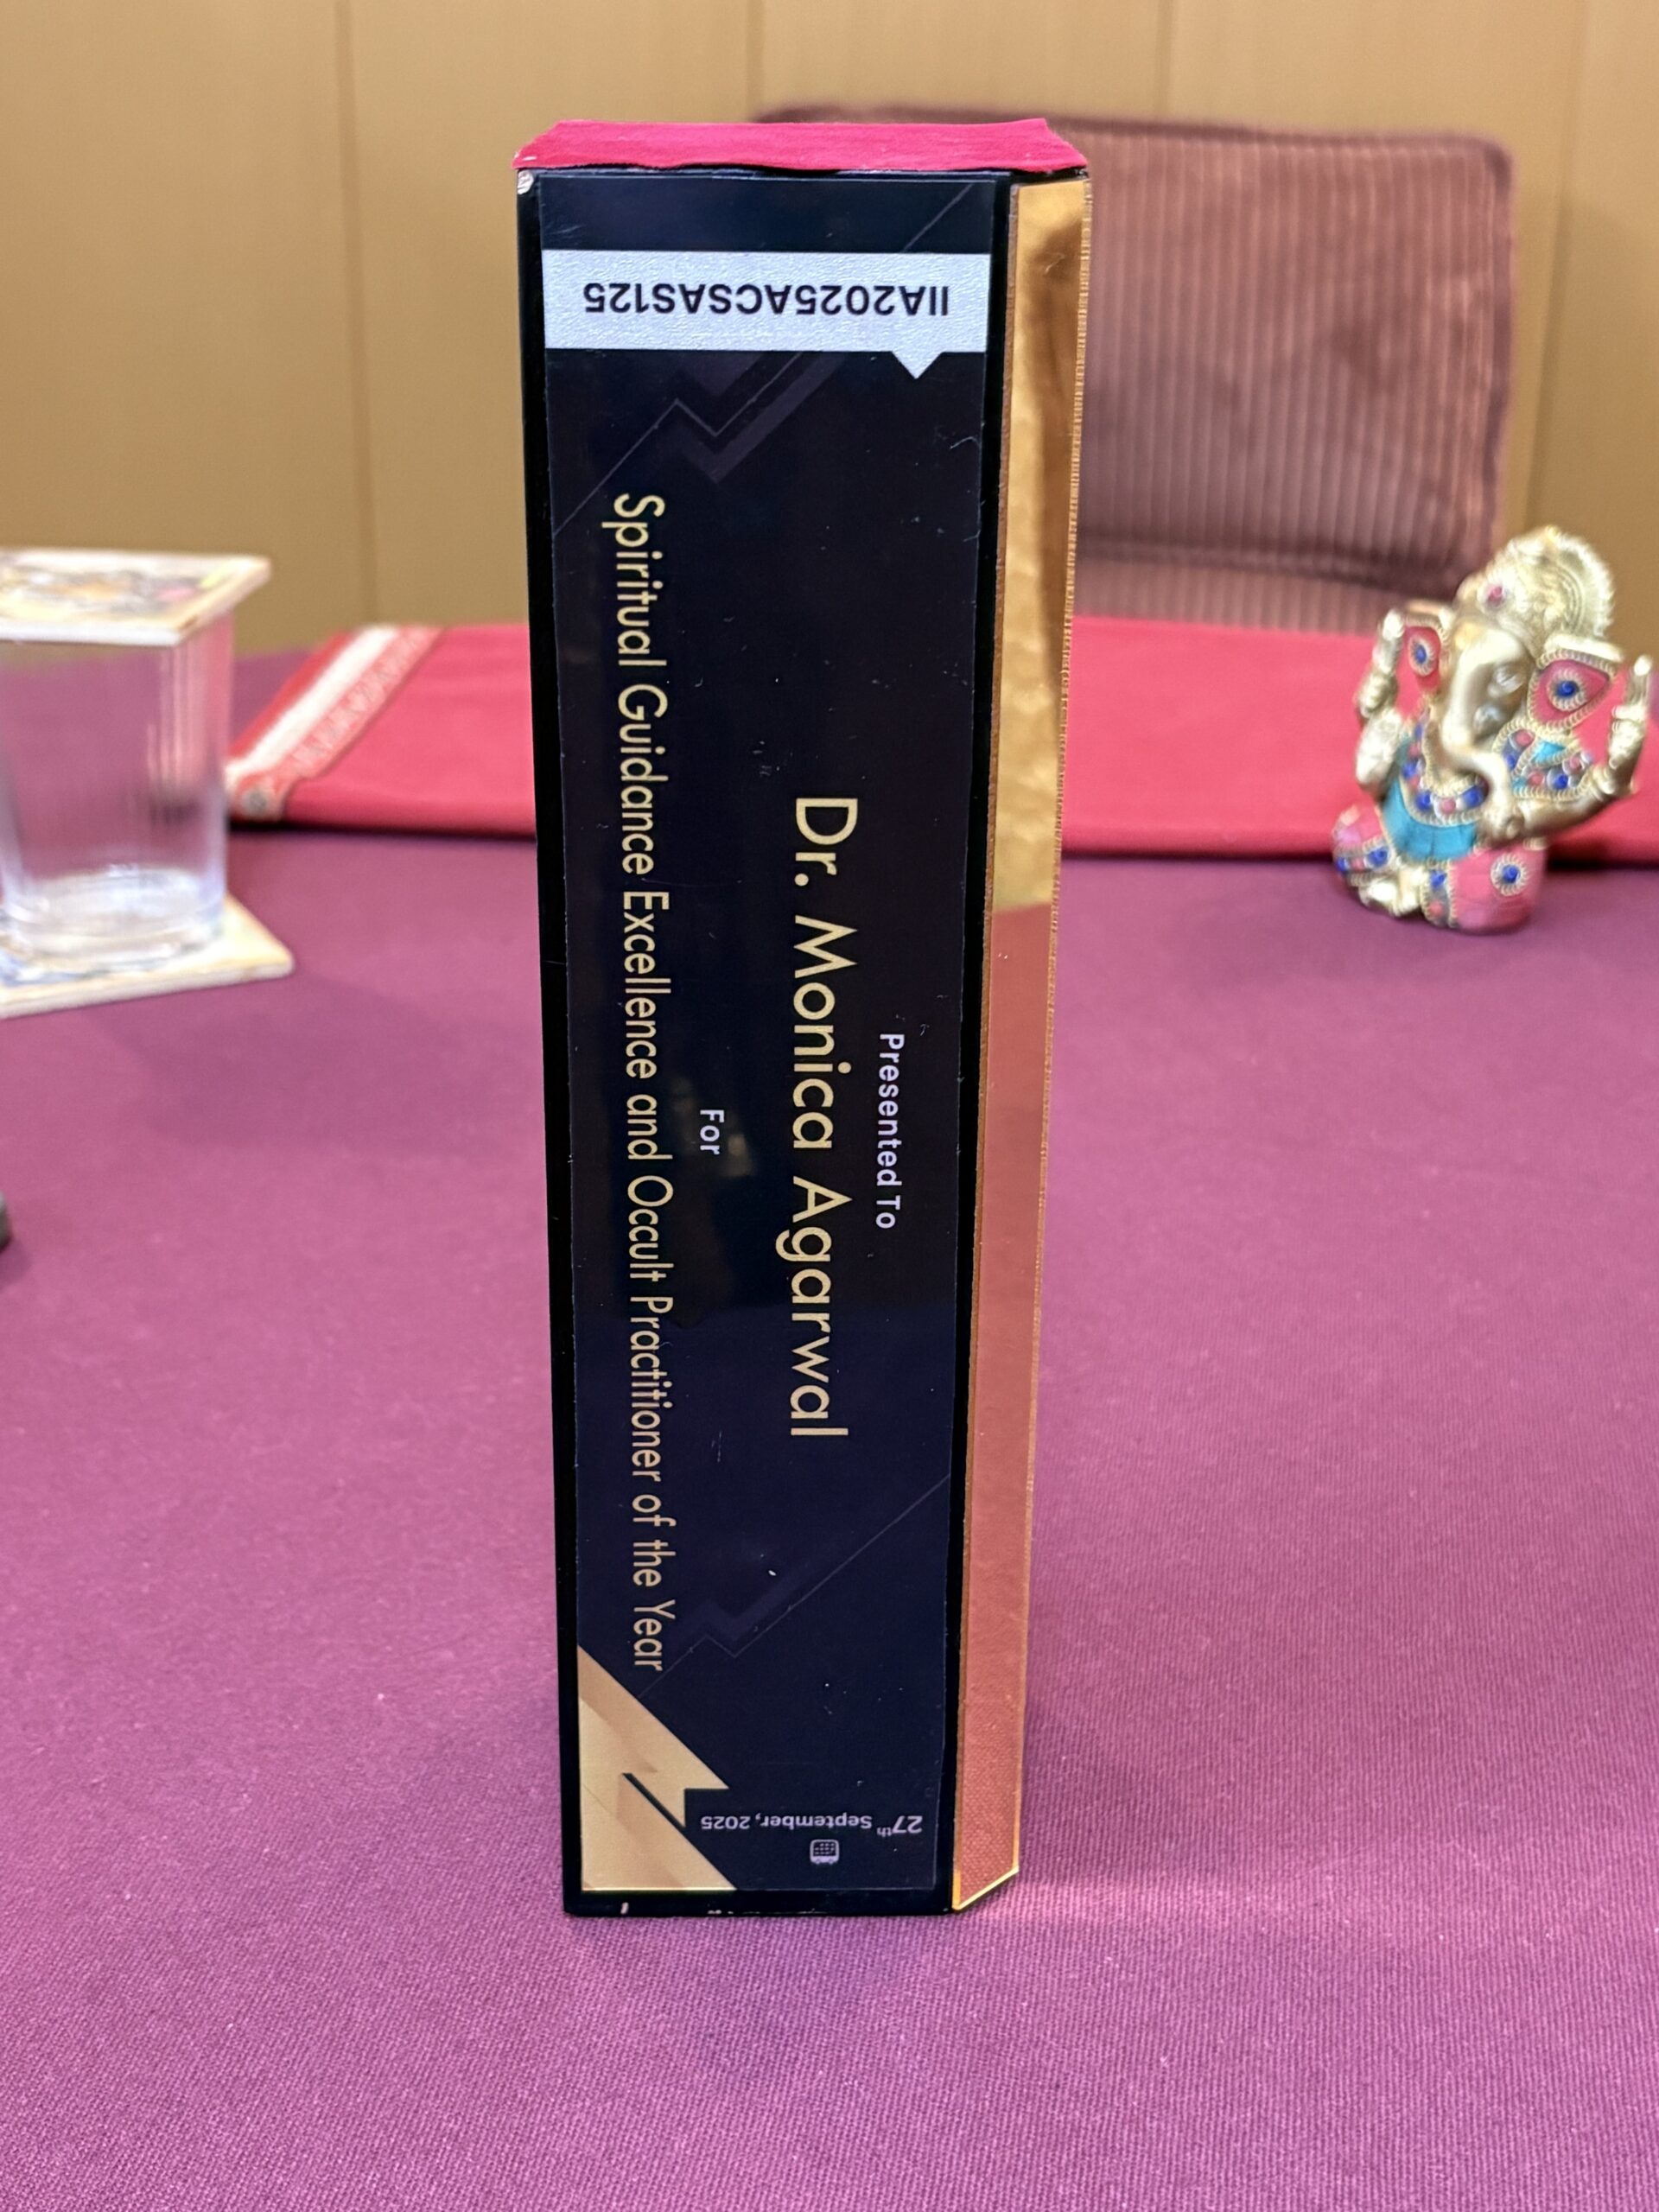 IIA2025ACSAS125
Presented To
Dr. Monica Agarwal
For
Spiritual Guidance Excellence and Occult Practitioner of the Year
27th September, 2025